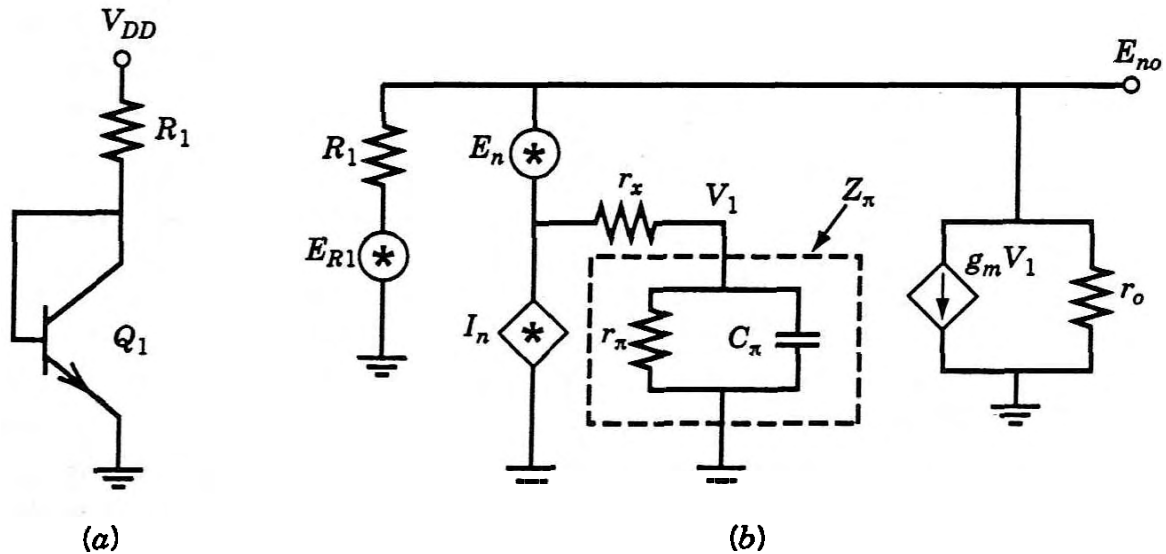 V_DD
R_1
Q_1
(a)
E_no
R_1
E_n
r_x
V_1
Z_π
E_R1
I_n
r_π
C_π
g_m V_1
r_o
(b)